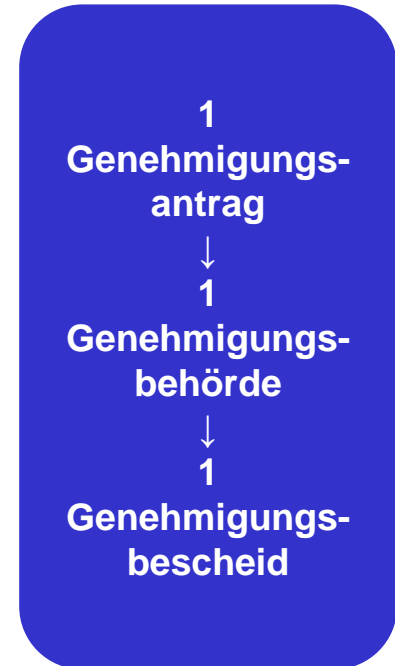 1
Genehmigungs-
antrag
↓
1
Genehmigungs-
behörde
↓
1
Genehmigungs-
bescheid